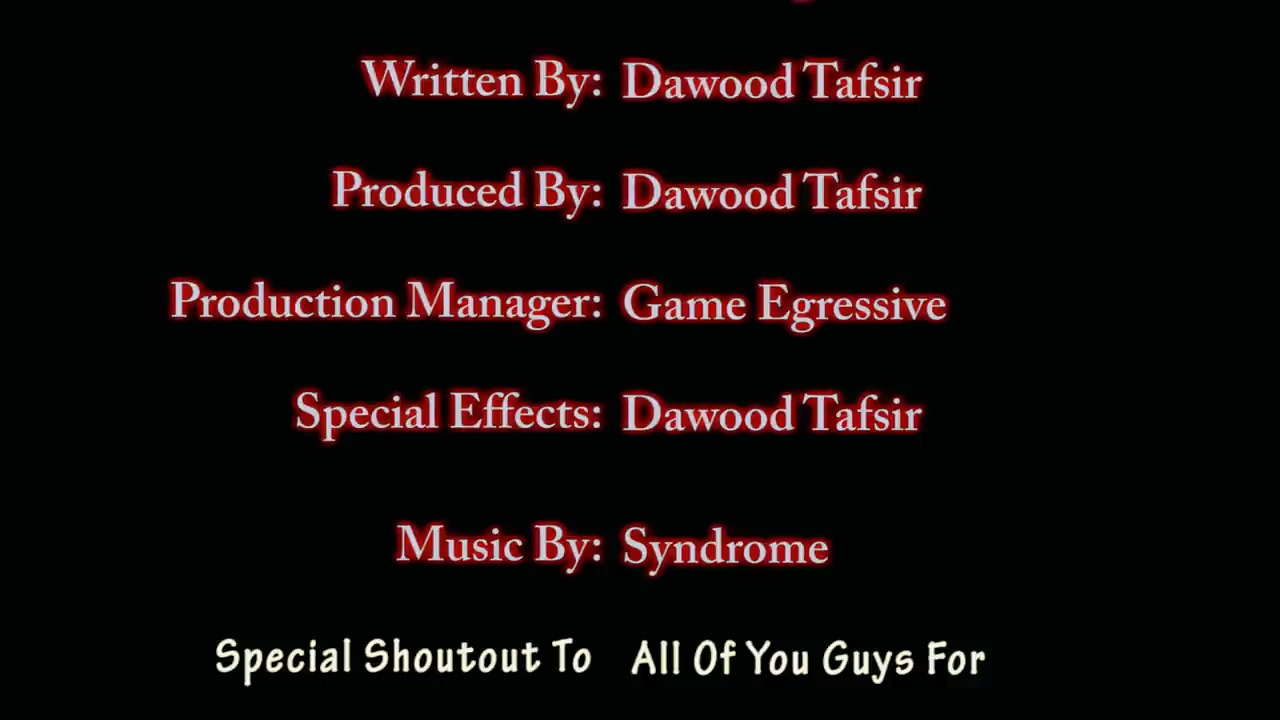 Written By: Dawood Tafsir
Produced By: Dawood Tafsir
Production Manager: Game Egressive
Special Effects: Dawood Tafsir
Music By: Syndrome
Special Shoutout To All Of You Guys For